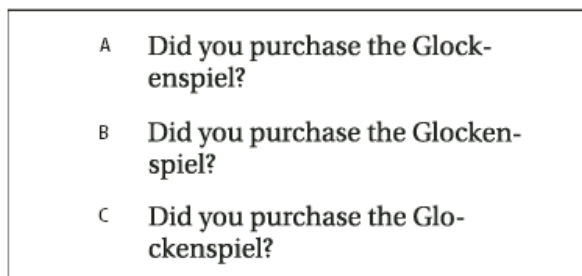 A Did you purchase the Glock-
enspiel?
B Did you purchase the Glocken-
spiel?
C Did you purchase the Glo-
ckenspiel?